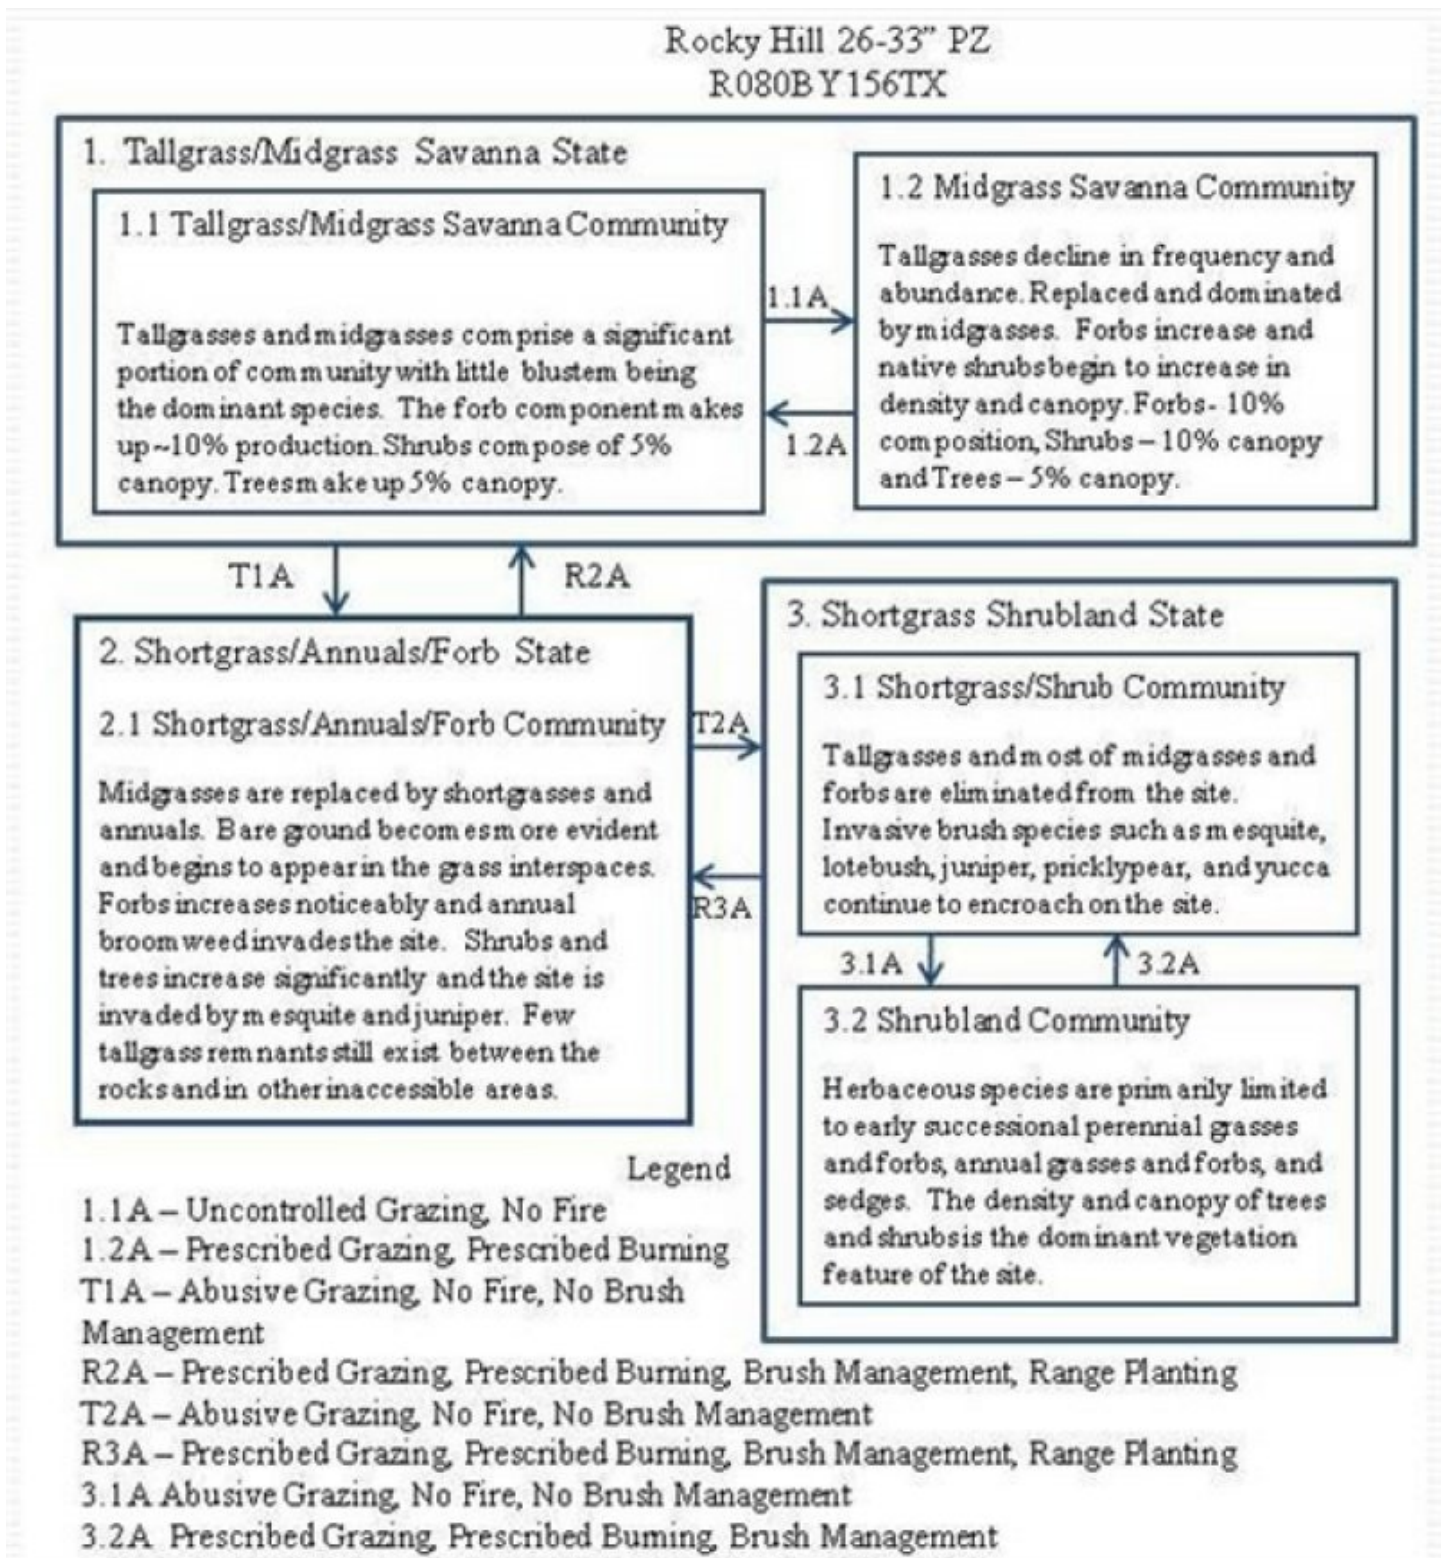 Rocky Hill 26-33” PZ
R080BY156TX
1. Tallgrass/Midgrass Savanna State
1.1 Tallgrass/Midgrass Savanna Community
Tallgrasses and midgrasses comprise a significant
portion of community with little blustem being
the dominant species. The forb component makes
up ~10% production. Shrubs compose of 5%
canopy. Trees make up 5% canopy.
1.1A
1.2A
1.2 Midgrass Savanna Community
Tallgrasses decline in frequency and
abundance. Replaced and dominated
by midgrasses. Forbs increase and
native shrubs begin to increase in
density and canopy. Forbs- 10%
composition, Shrubs – 10% canopy
and Trees – 5% canopy.
T1A
R2A
2. Shortgrass/Annuals/Forb State
2.1 Shortgrass/Annuals/Forb Community
Midgrasses are replaced by shortgrasses and
annuals. Bare ground becomes more evident
and begins to appear in the grass interspaces.
Forbs increases noticeably and annual
broomweed invades the site. Shrubs and
trees increase significantly and the site is
invaded by mesquite and juniper. Few
tallgrass remnants still exist between the
rocks and in other inaccessible areas.
T2A
R3A
3. Shortgrass Shrubland State
3.1 Shortgrass/Shrub Community
Tallgrasses and most of midgrasses and
forbs are eliminated from the site.
Invasive brush species such as mesquite,
lotebush, juniper, pricklypear, and yucca
continue to encroach on the site.
3.1A
3.2A
3.2 Shrubland Community
Herbaceous species are primarily limited
to early successional perennial grasses
and forbs, annual grasses and forbs, and
sedges. The density and canopy of trees
and shrubs is the dominant vegetation
feature of the site.
Legend
1.1A – Uncontrolled Grazing, No Fire
1.2A – Prescribed Grazing, Prescribed Burning
T1A – Abusive Grazing, No Fire, No Brush
Management
R2A – Prescribed Grazing, Prescribed Burning, Brush Management, Range Planting
T2A – Abusive Grazing, No Fire, No Brush Management
R3A – Prescribed Grazing, Prescribed Burning, Brush Management, Range Planting
3.1A Abusive Grazing, No Fire, No Brush Management
3.2A Prescribed Grazing, Prescribed Burning, Brush Management